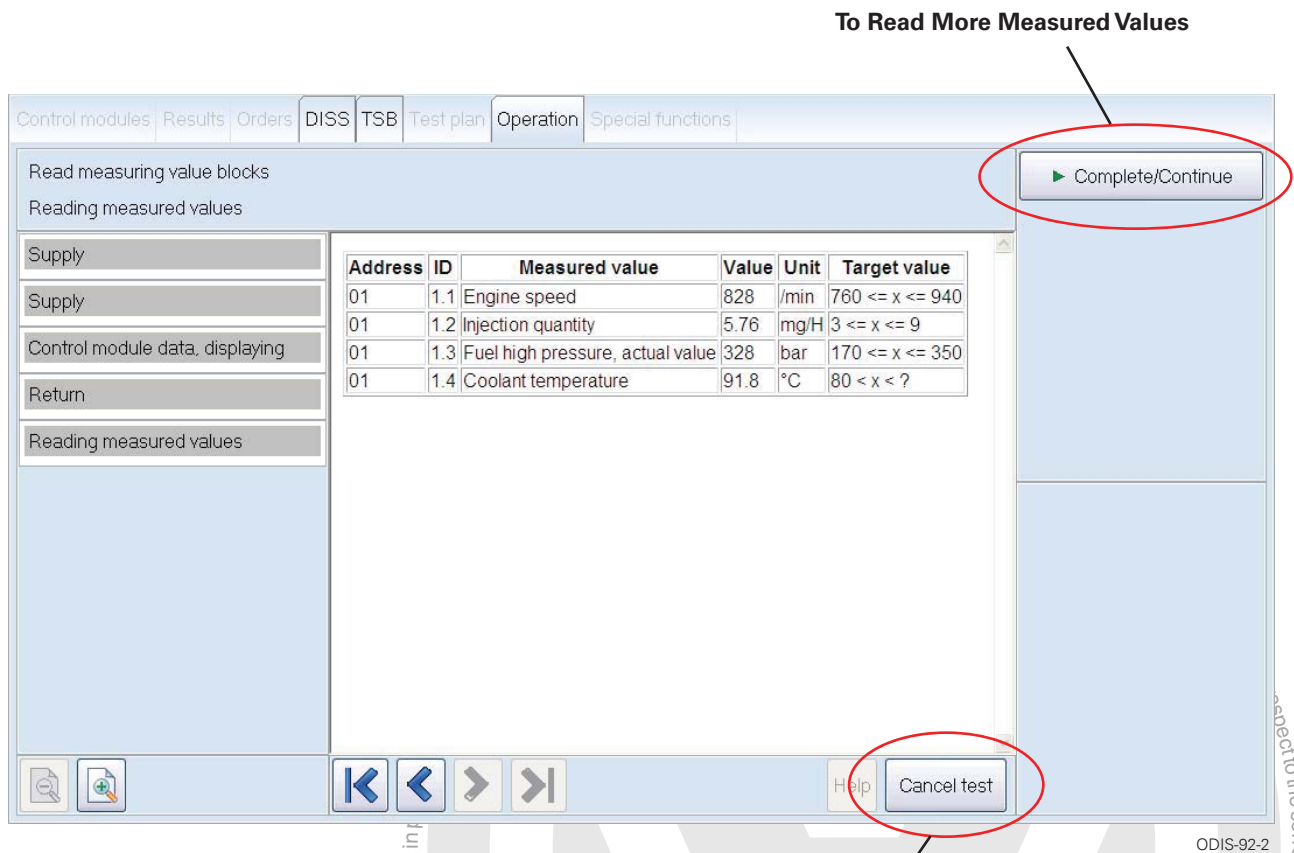 To Read More Measured Values
Control modules Results Orders DISS TSB Test plan Operation Special functions
Read measuring value blocks
Reading measured values
Complete/Continue
Supply
Supply
Control module data, displaying
Return
Reading measured values
Address ID Measured value Value Unit Target value
01 1.1 Engine speed 828 /min 760 <= x <= 940
01 1.2 Injection quantity 5.76 mg/H 3 <= x <= 9
01 1.3 Fuel high pressure, actual value 328 bar 170 <= x <= 350
01 1.4 Coolant temperature 91.8 °C 80 < x < ?
Help Cancel test
ODIS-92-2